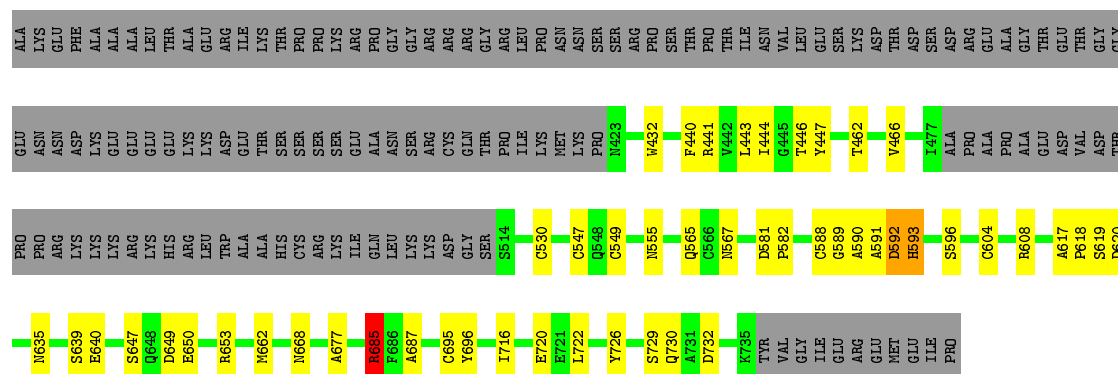 ALA LYS GLU PHE ALA ALA ALA LEU THR ALA GLU ARG ILE LYS THR PRO PRO LYS ARG PRO GLY GLY ARG ARG ARG GLY ARG LEU PRO ASN ASN SER SER ARG PRO SER THR PRO THR ILE ASN VAL LEU GLU SER LYS ASP THR ASP SER ASP ARG GLU ALA GLY THR GLU THR GLY GLY
GLU ASN ASN ASP LYS GLU GLU GLU GLU LYS LYS ASP GLU THR SER SER SER SER GLU ALA ASN SER ARG CYS GLN THR PRO ILE LYS MET LYS PRO N423 W432 F440 R441 V442 L443 I444 G445 T446 Y447 T462 V466 I477 ALA PRO ALA PRO ALA GLU ASP VAL ASP THR
PRO PRO ARG LYS LYS LYS ARG LYS HIS ARG LEU TRP ALA ALA HIS CYS ARG LYS ILE GLN LEU LYS LYS ASP GLY SER S514 C530 C547 Q548 C549 N555 Q565 C566 N567 D581 P582 C588 G589 A590 A591 D592 H593 S596 C604 R608 A617 P618 S619 D620
N635 S639 E640 S647 Q648 D649 E650 R653 M662 N668 A677 R685 F686 A687 C695 Y696 I716 E720 E721 L722 Y726 S729 Q730 A731 D732 K735 TYR VAL GLY ILE GLU ARG GLU MET GLU ILE PRO